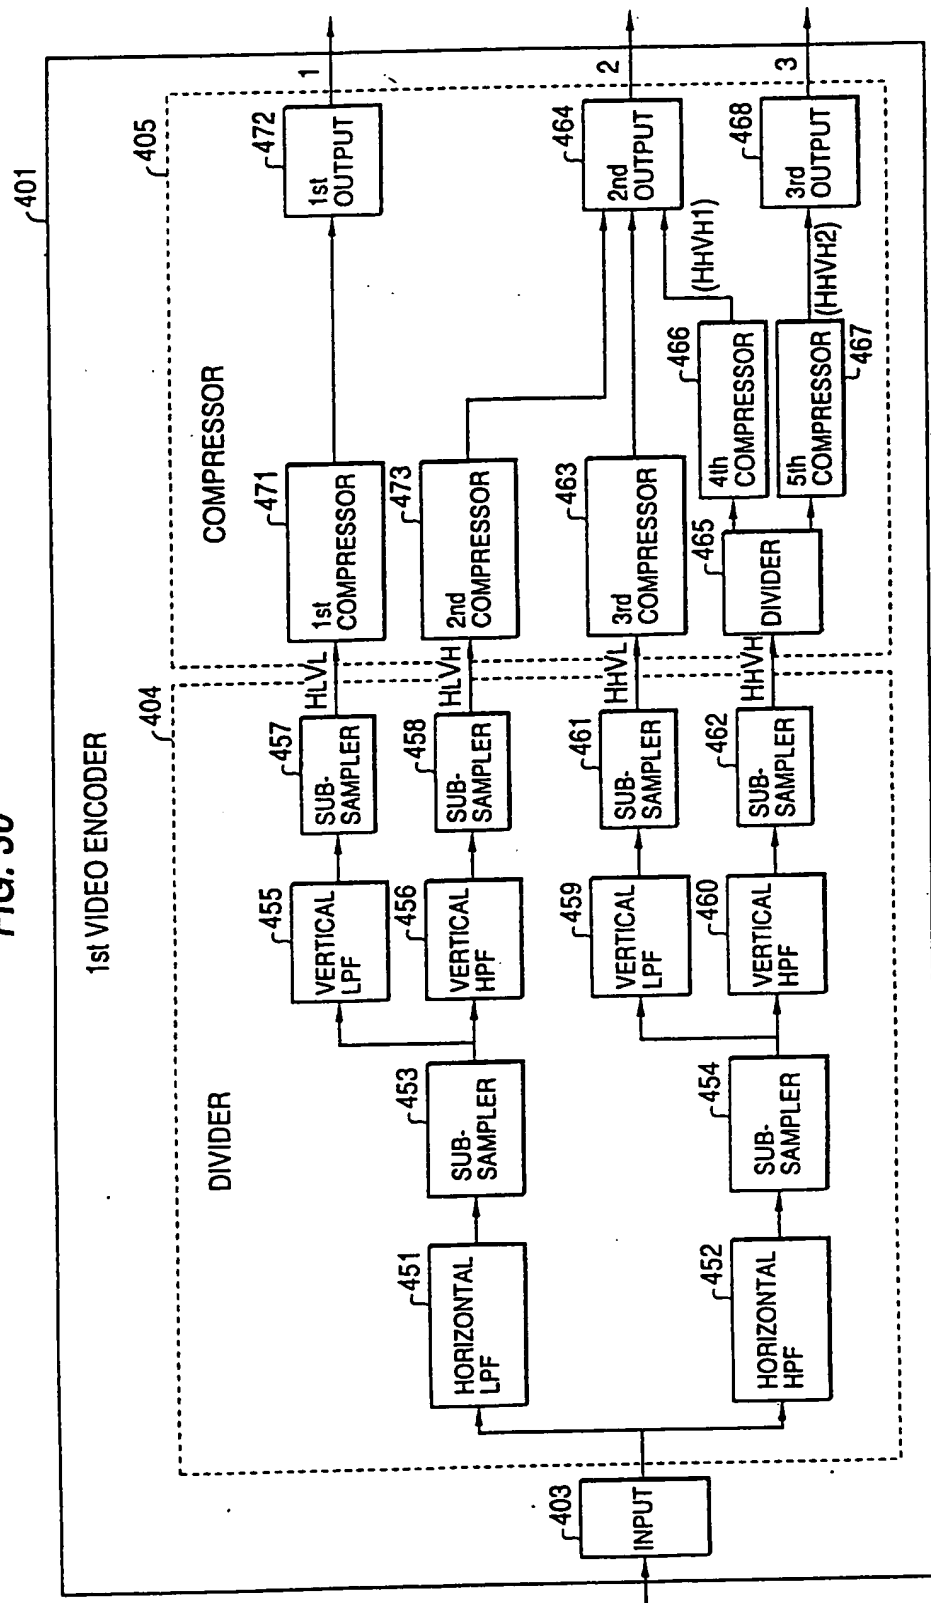 FIG. 30
401
1st VIDEO ENCODER
404
405
DIVIDER
COMPRESSOR
403
INPUT
451
HORIZONTAL
LPF
452
HORIZONTAL
HPF
453
SUB-
SAMPLER
454
SUB-
SAMPLER
455
VERTICAL
LPF
456
VERTICAL
HPF
459
VERTICAL
LPF
460
VERTICAL
HPF
457
SUB-
SAMPLER
458
SUB-
SAMPLER
461
SUB-
SAMPLER
462
SUB-
SAMPLER
HLVL
HLVH
HHVL
HHVH
471
1st
COMPRESSOR
473
2nd
COMPRESSOR
463
3rd
COMPRESSOR
465
DIVIDER
466
4th
COMPRESSOR
5th
COMPRESSOR
467
(HHVH1)
(HHVH2)
472
1st
OUTPUT
464
2nd
OUTPUT
468
3rd
OUTPUT
1
2
3